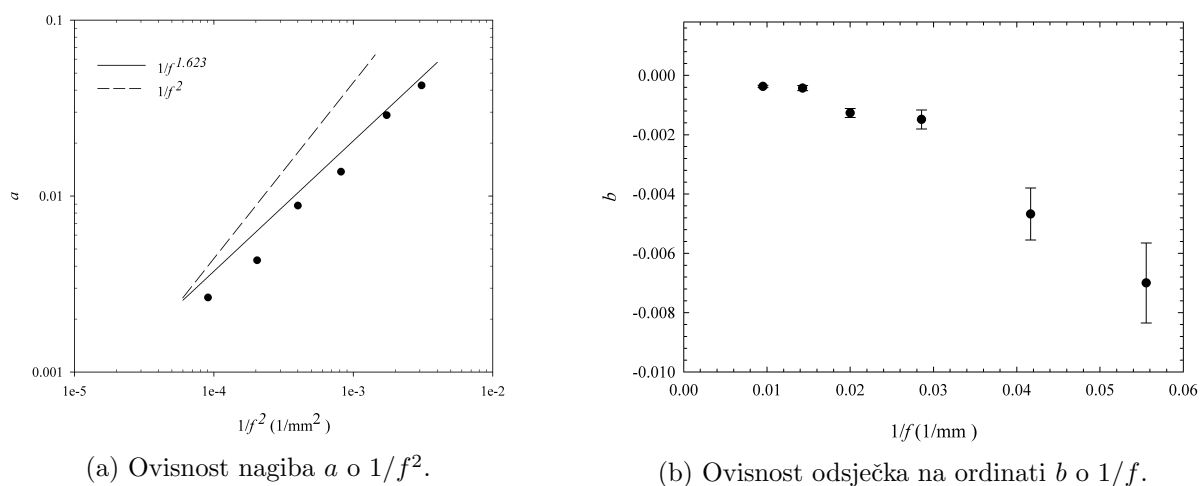 0.1
0.01
0.001
a
1/f^1.623
1/f^2
1e-5 1e-4 1e-3 1e-2
1/f^2 (1/mm^2 )
(a) Ovisnost nagiba a o 1/f^2.
0.000
-0.002
-0.004
-0.006
-0.008
-0.010
b
0.00 0.01 0.02 0.03 0.04 0.05 0.06
1/f (1/mm )
(b) Ovisnost odsječka na ordinati b o 1/f.